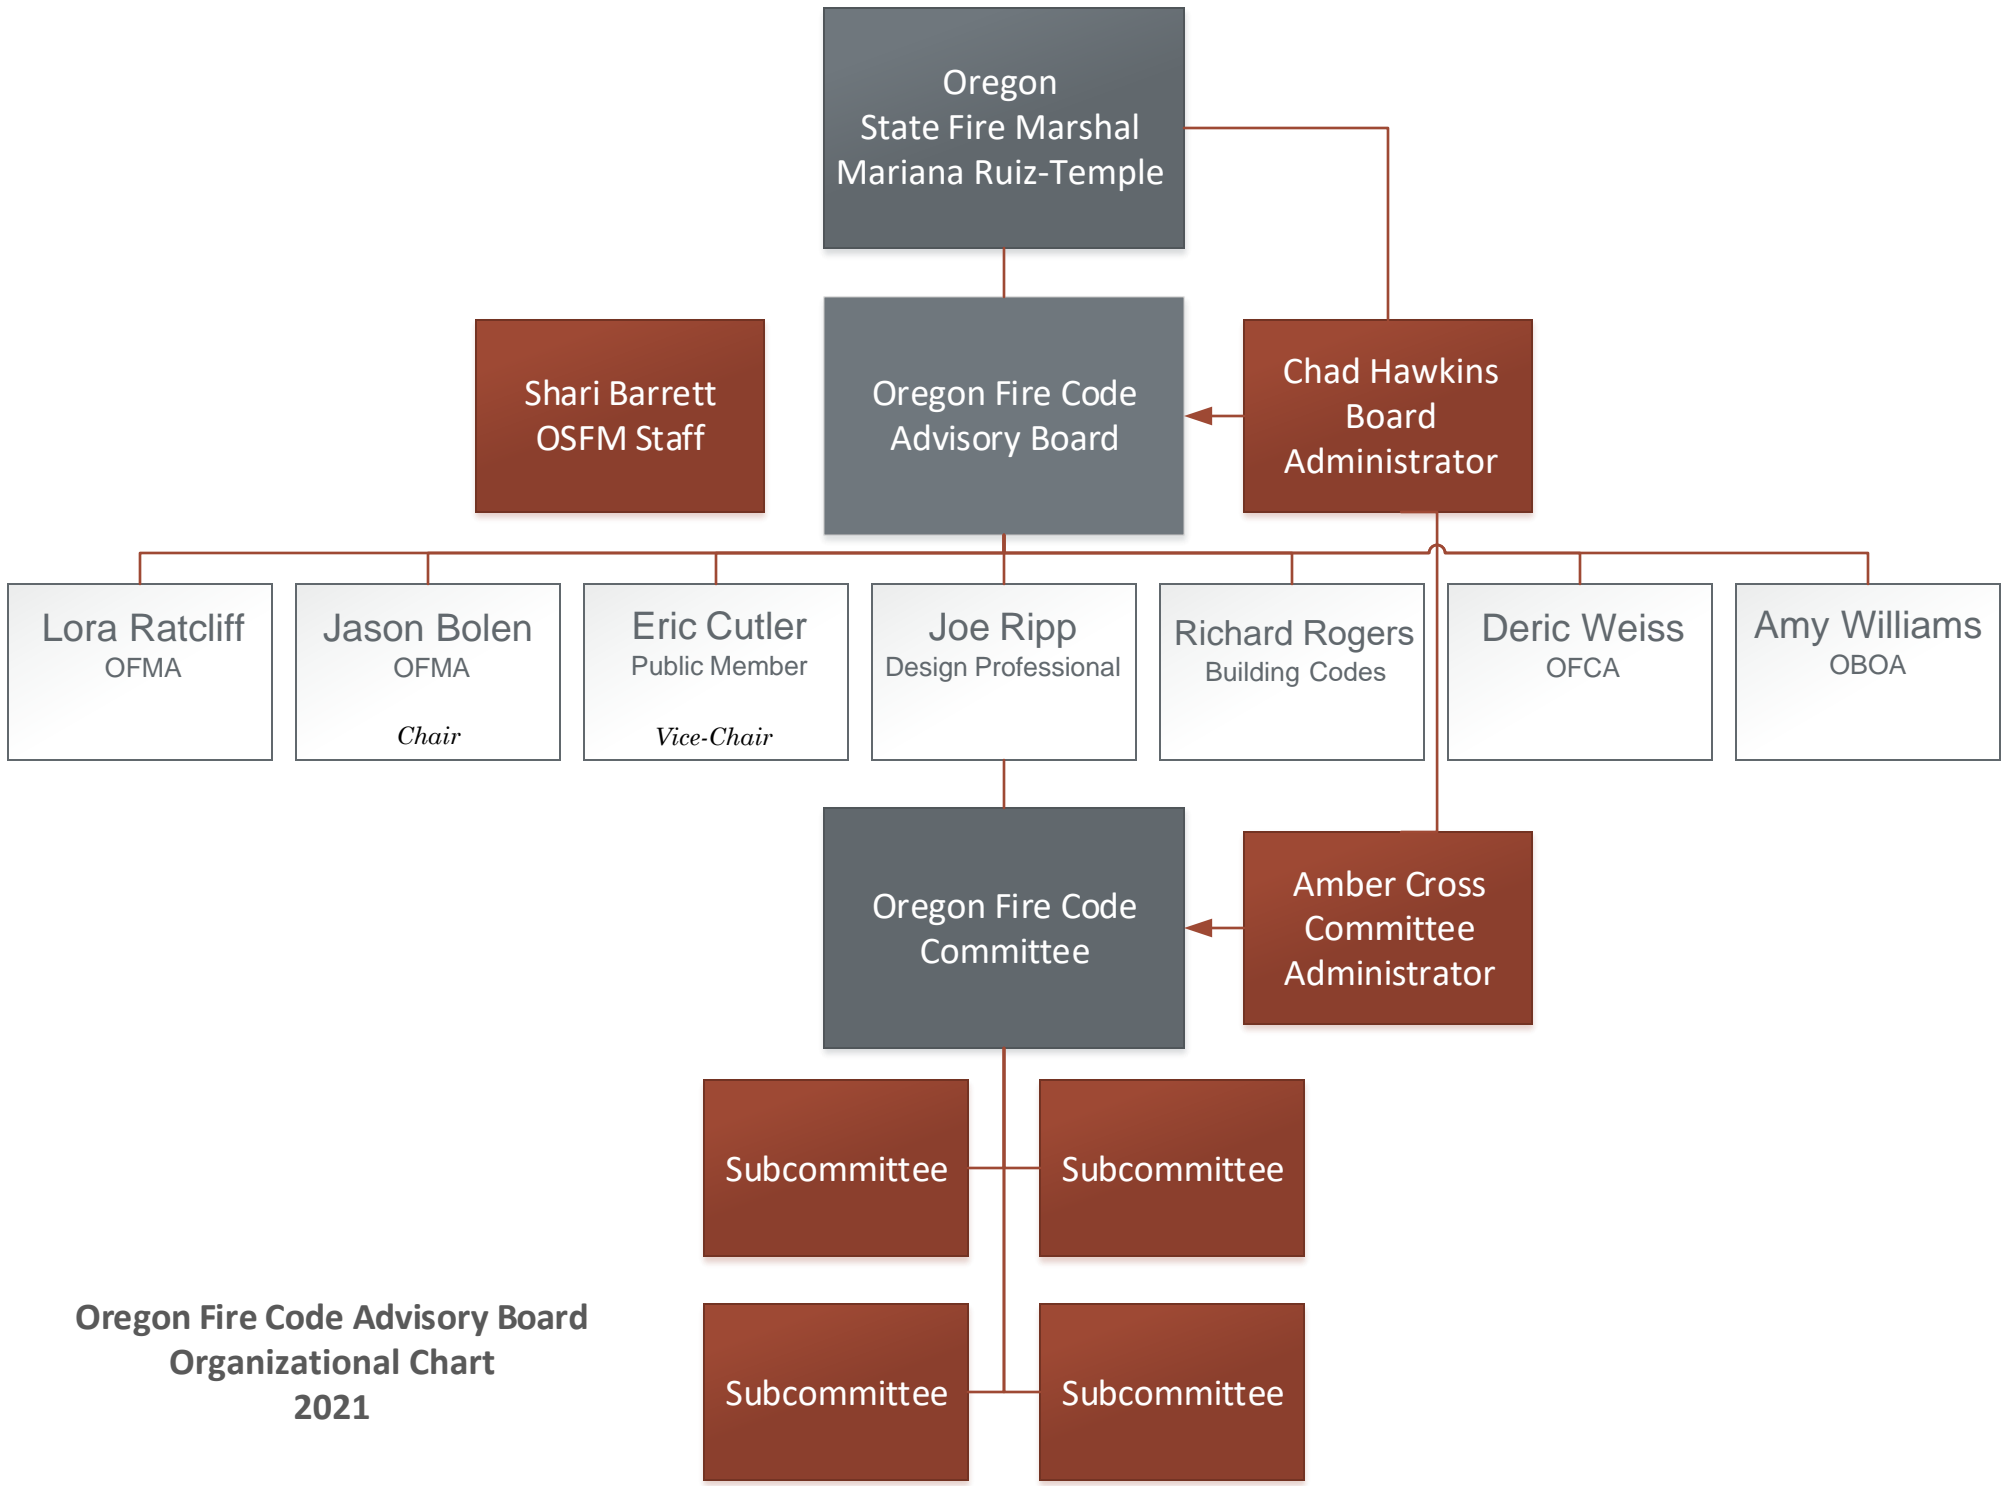 Oregon
State Fire Marshal
Mariana Ruiz-Temple
Shari Barrett
OSFM Staff
Oregon Fire Code
Advisory Board
Chad Hawkins
Board
Administrator
Lora Ratcliff
OFMA
Jason Bolen
OFMA
Chair
Eric Cutler
Public Member
Vice-Chair
Joe Ripp
Design Professional
Richard Rogers
Building Codes
Deric Weiss
OFCA
Amy Williams
OBOA
Oregon Fire Code
Committee
Amber Cross
Committee
Administrator
Subcommittee
Subcommittee
Subcommittee
Subcommittee
Oregon Fire Code Advisory Board
Organizational Chart
2021